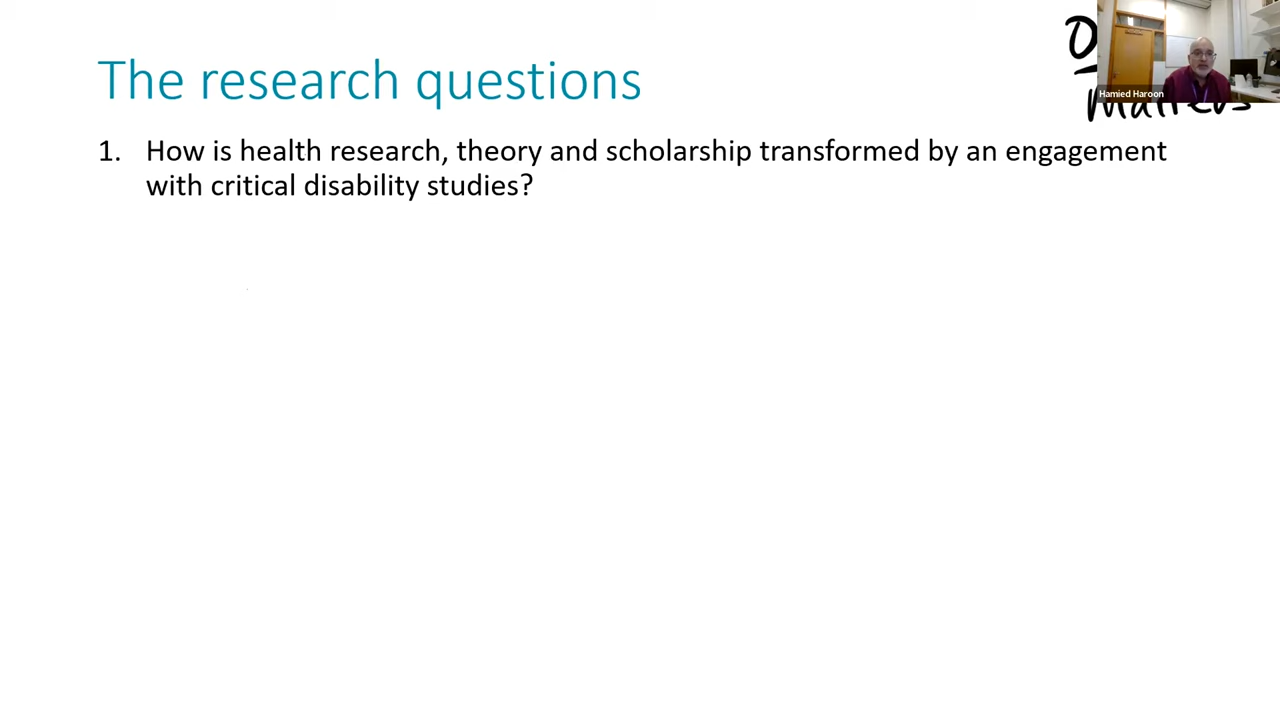 The research questions
1. How is health research, theory and scholarship transformed by an engagement
with critical disability studies?
Hamied Haroon